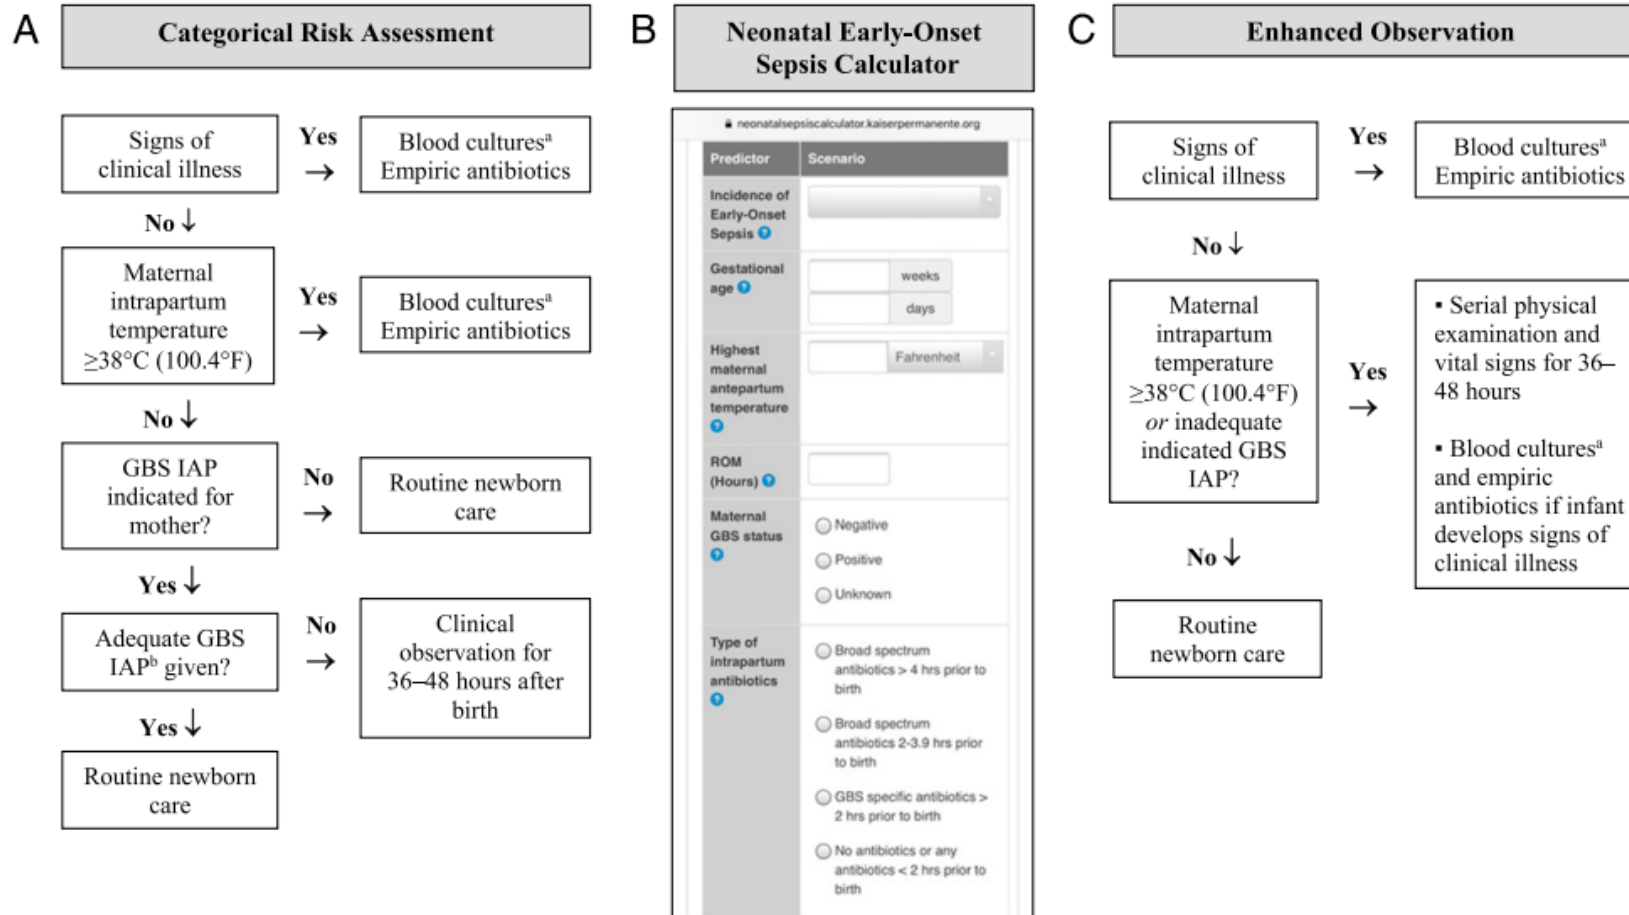 A
Categorical Risk Assessment
Signs of
clinical illness
Yes
→
Blood culturesᵃ
Empiric antibiotics
No ↓
Maternal
intrapartum
temperature
≥38°C (100.4°F)
Yes
→
Blood culturesᵃ
Empiric antibiotics
No ↓
GBS IAP
indicated for
mother?
No
→
Routine newborn
care
Yes ↓
Adequate GBS
IAPᵇ given?
No
→
Clinical
observation for
36–48 hours after
birth
Yes ↓
Routine newborn
care
B
Neonatal Early-Onset
Sepsis Calculator
neonatalsepsiscalculator.kaiserpermanente.org
Predictor
Scenario
Incidence of
Early-Onset
Sepsis ?
Gestational
age ?
weeks
days
Highest
maternal
antepartum
temperature
?
Fahrenheit
ROM
(Hours) ?
Maternal
GBS status
?
Negative
Positive
Unknown
Type of
intrapartum
antibiotics
?
Broad spectrum
antibiotics > 4 hrs prior to
birth
Broad spectrum
antibiotics 2-3.9 hrs prior
to birth
GBS specific antibiotics >
2 hrs prior to birth
No antibiotics or any
antibiotics < 2 hrs prior to
birth
C
Enhanced Observation
Signs of
clinical illness
Yes
→
Blood culturesᵃ
Empiric antibiotics
No ↓
Maternal
intrapartum
temperature
≥38°C (100.4°F)
or inadequate
indicated GBS
IAP?
Yes
→
▪ Serial physical
examination and
vital signs for 36–
48 hours
▪ Blood culturesᵃ
and empiric
antibiotics if infant
develops signs of
clinical illness
No ↓
Routine
newborn care